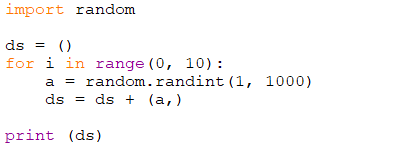 import random

ds = ()
for i in range(0, 10):
    a = random.randint(1, 1000)
    ds = ds + (a,)

print (ds)